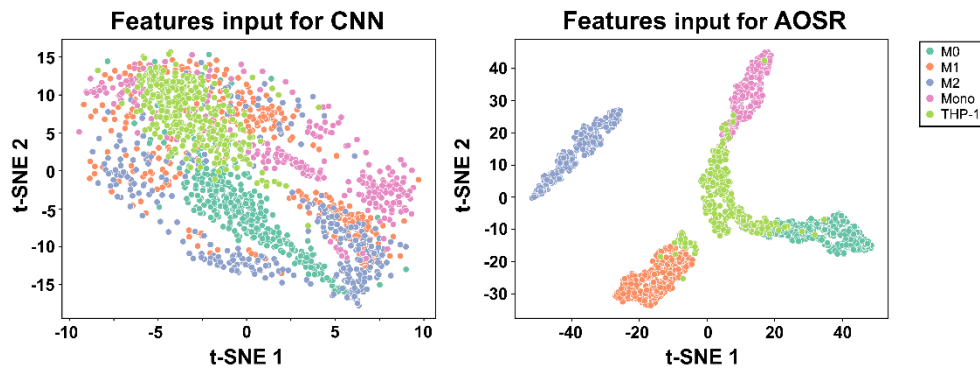 Features input for CNN
t-SNE 2
15
10
5
0
-5
-10
-15
-10
-5
0
5
10
t-SNE 1
Features input for AOSR
t-SNE 2
40
30
20
10
0
-10
-20
-30
-40
-20
0
20
40
t-SNE 1
M0
M1
M2
Mono
THP-1